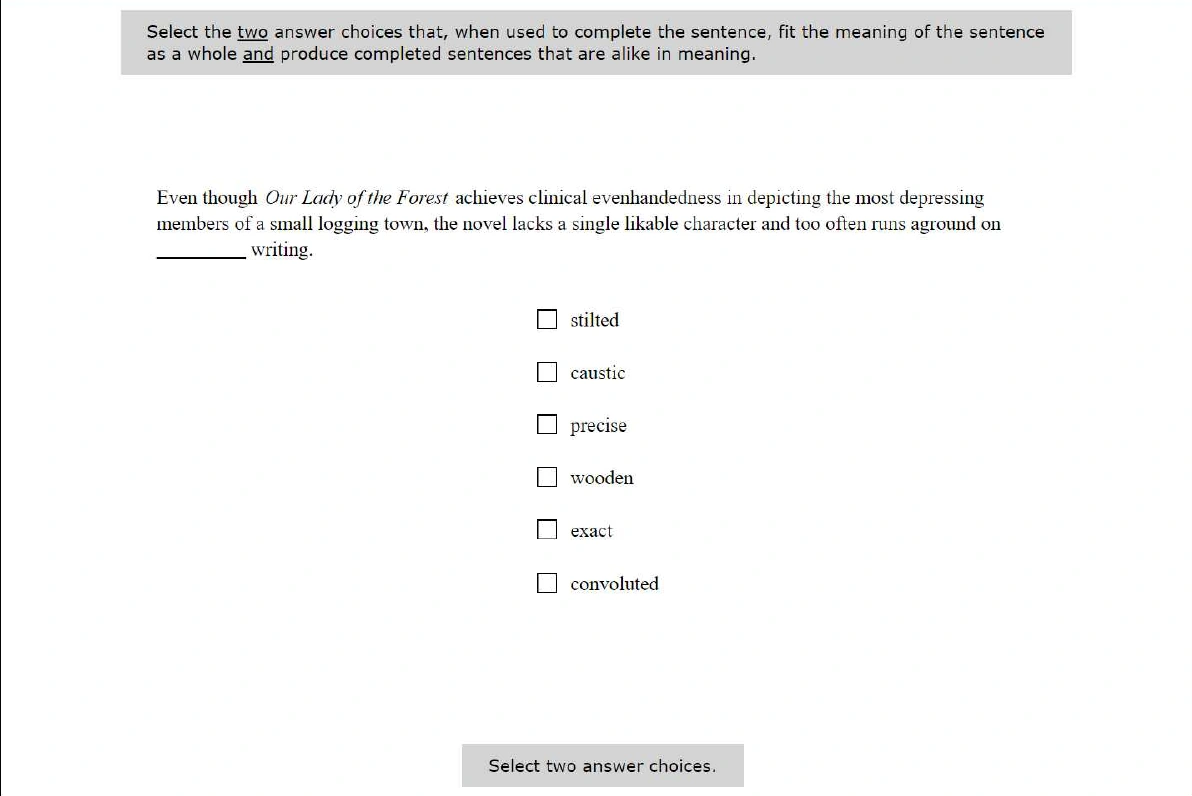 Select the two answer choices that, when used to complete the sentence, fit the meaning of the sentence
as a whole and produce completed sentences that are alike in meaning.
Even though Our Lady of the Forest achieves clinical evenhandedness in depicting the most depressing
members of a small logging town, the novel lacks a single likable character and too often runs aground on
_________ writing.
stilted
caustic
precise
wooden
exact
convoluted
Select two answer choices.